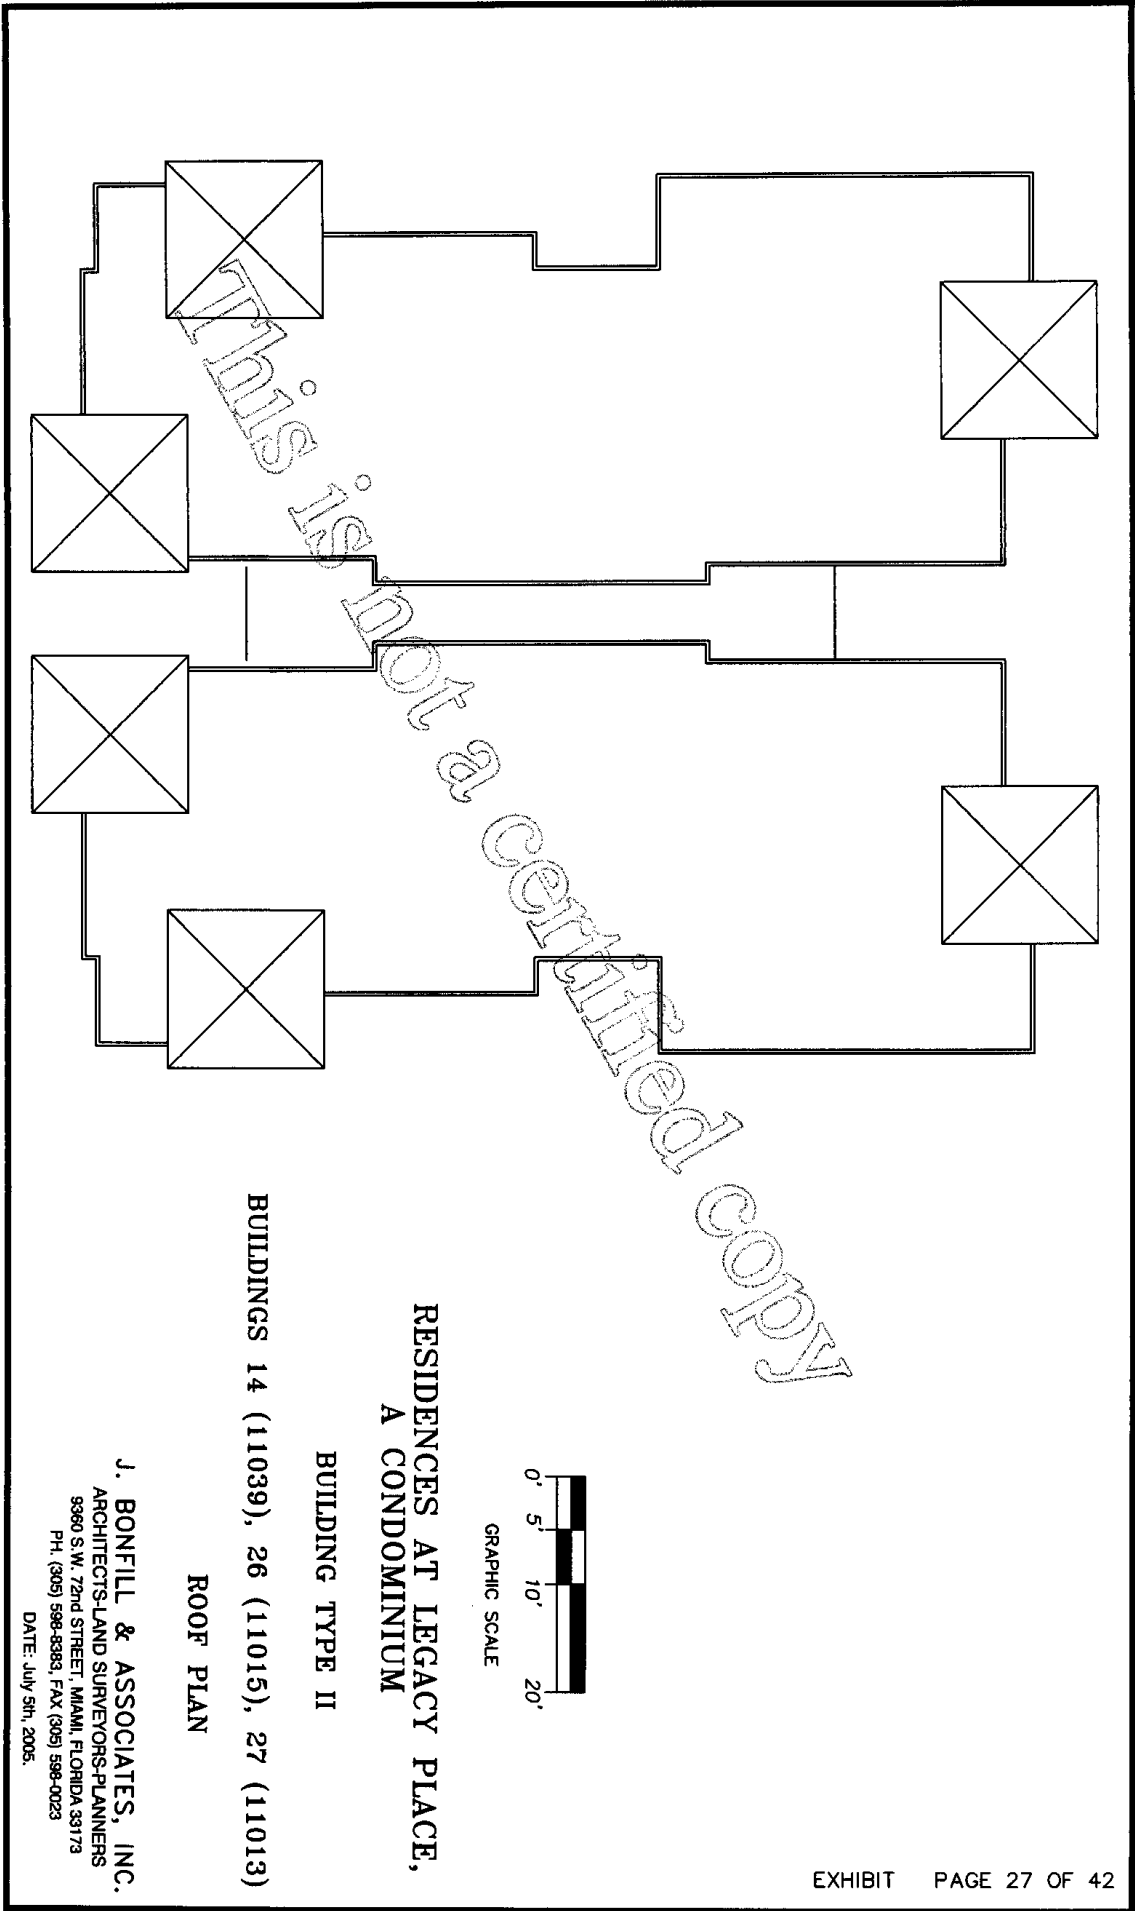 This is not a certified copy
0' 5' 10' 20'
GRAPHIC SCALE
RESIDENCES AT LEGACY PLACE,
A CONDOMINIUM
BUILDING TYPE II
BUILDINGS 14 (11039), 26 (11015), 27 (11013)
ROOF PLAN
J. BONFILL & ASSOCIATES, INC.
ARCHITECTS-LAND SURVEYORS-PLANNERS
9360 S.W. 72nd STREET, MIAMI, FLORIDA 33173
PH. (305) 598-8383, FAX (305) 598-0023
DATE: July 5th, 2005.
EXHIBIT PAGE 27 OF 42